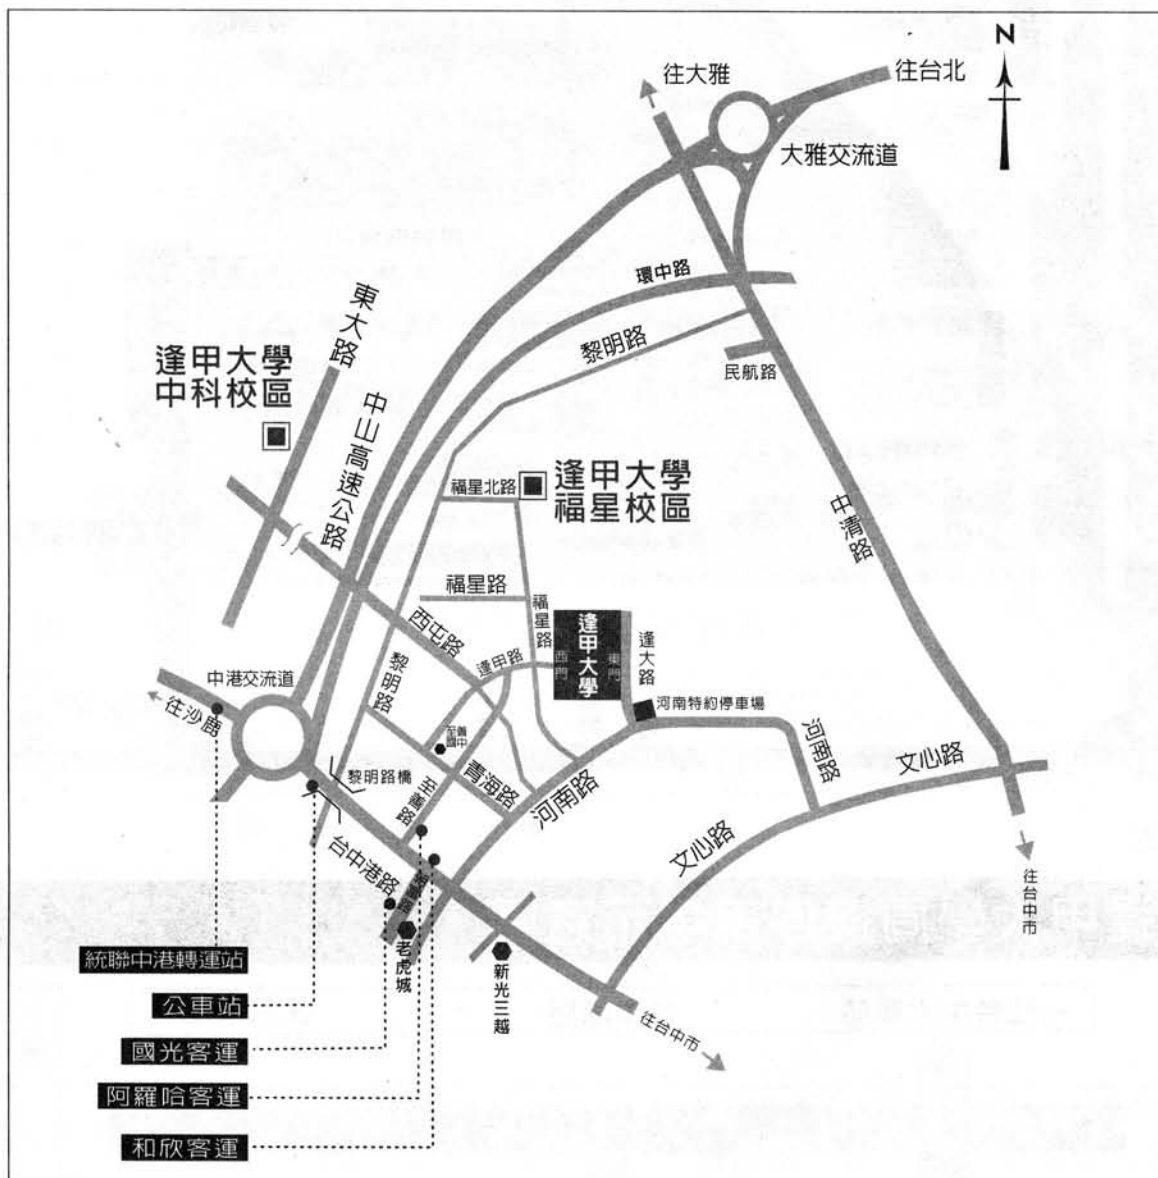 N
往大雅
往台北
大雅交流道
環中路
東大路
黎明路
民航路
逢甲大學
中科校區
中山高速公路
逢甲大學
福星校區
福星北路
中清路
福星路
福星路
逢甲大學
西門
東門
逢大路
西屯路
逢甲路
黎明路
中港交流道
往沙鹿
河南特約停車場
至善
國中
河南路
文心路
黎明路橋
青海路
至善路
河南路
文心路
台中港路
往台中市
老虎城
新光三越
往台中市
統聯中港轉運站
公車站
國光客運
阿羅哈客運
和欣客運